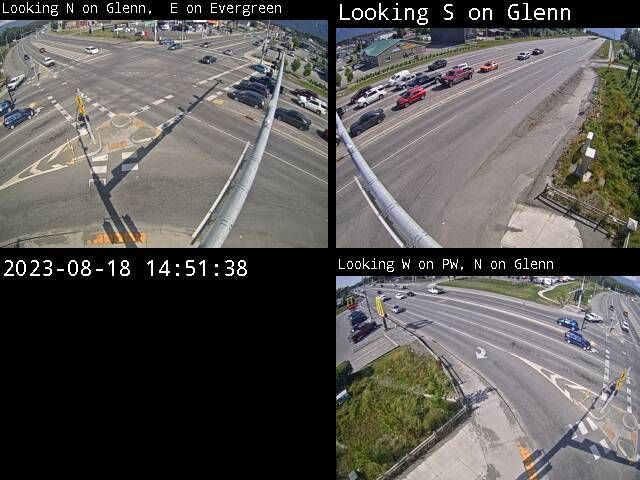 Looking N on Glenn, E on Evergreen
Looking S on Glenn
2023-08-18 14:51:38
Looking W on PW, N on Glenn